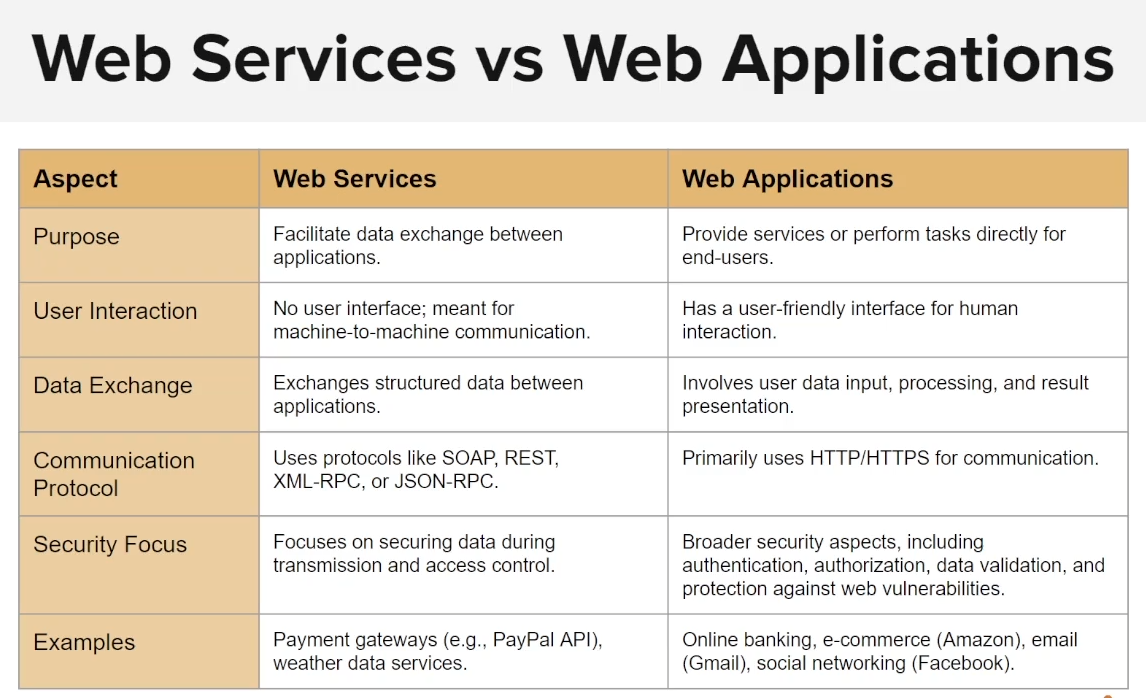 Web Services vs Web Applications
Aspect
Web Services
Web Applications
Purpose
Facilitate data exchange between
applications.
Provide services or perform tasks directly for
end-users.
User Interaction
No user interface; meant for
machine-to-machine communication.
Has a user-friendly interface for human
interaction.
Data Exchange
Exchanges structured data between
applications.
Involves user data input, processing, and result
presentation.
Communication
Protocol
Uses protocols like SOAP, REST,
XML-RPC, or JSON-RPC.
Primarily uses HTTP/HTTPS for communication.
Security Focus
Focuses on securing data during
transmission and access control.
Broader security aspects, including
authentication, authorization, data validation, and
protection against web vulnerabilities.
Examples
Payment gateways (e.g., PayPal API),
weather data services.
Online banking, e-commerce (Amazon), email
(Gmail), social networking (Facebook).